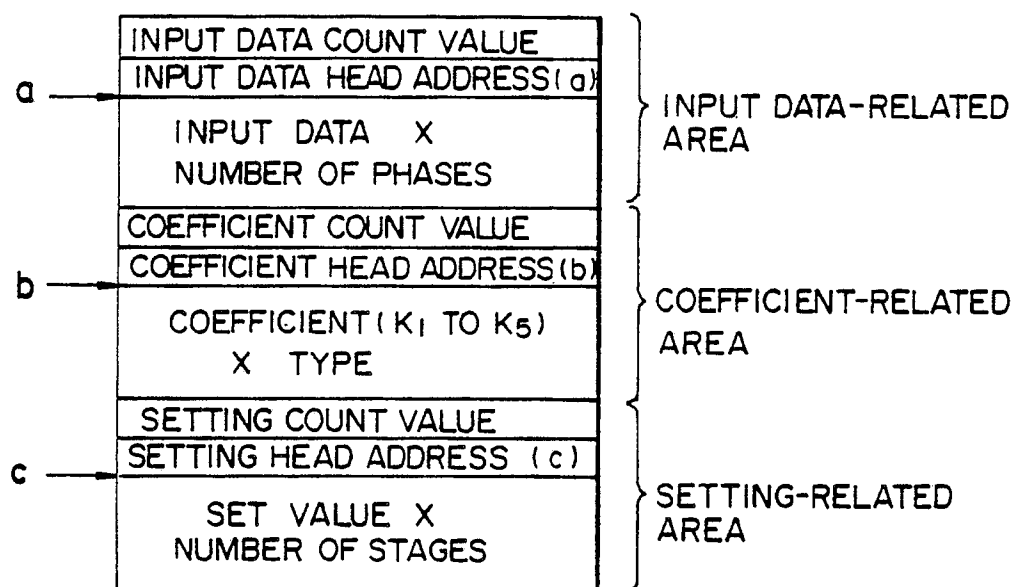 INPUT DATA COUNT VALUE
INPUT DATA HEAD ADDRESS(a)
a
INPUT DATA X
NUMBER OF PHASES
INPUT DATA-RELATED
AREA
COEFFICIENT COUNT VALUE
COEFFICIENT HEAD ADDRESS(b)
b
COEFFICIENT(K1 TO K5)
X TYPE
COEFFICIENT-RELATED
AREA
SETTING COUNT VALUE
SETTING HEAD ADDRESS (c)
c
SET VALUE X
NUMBER OF STAGES
SETTING-RELATED
AREA